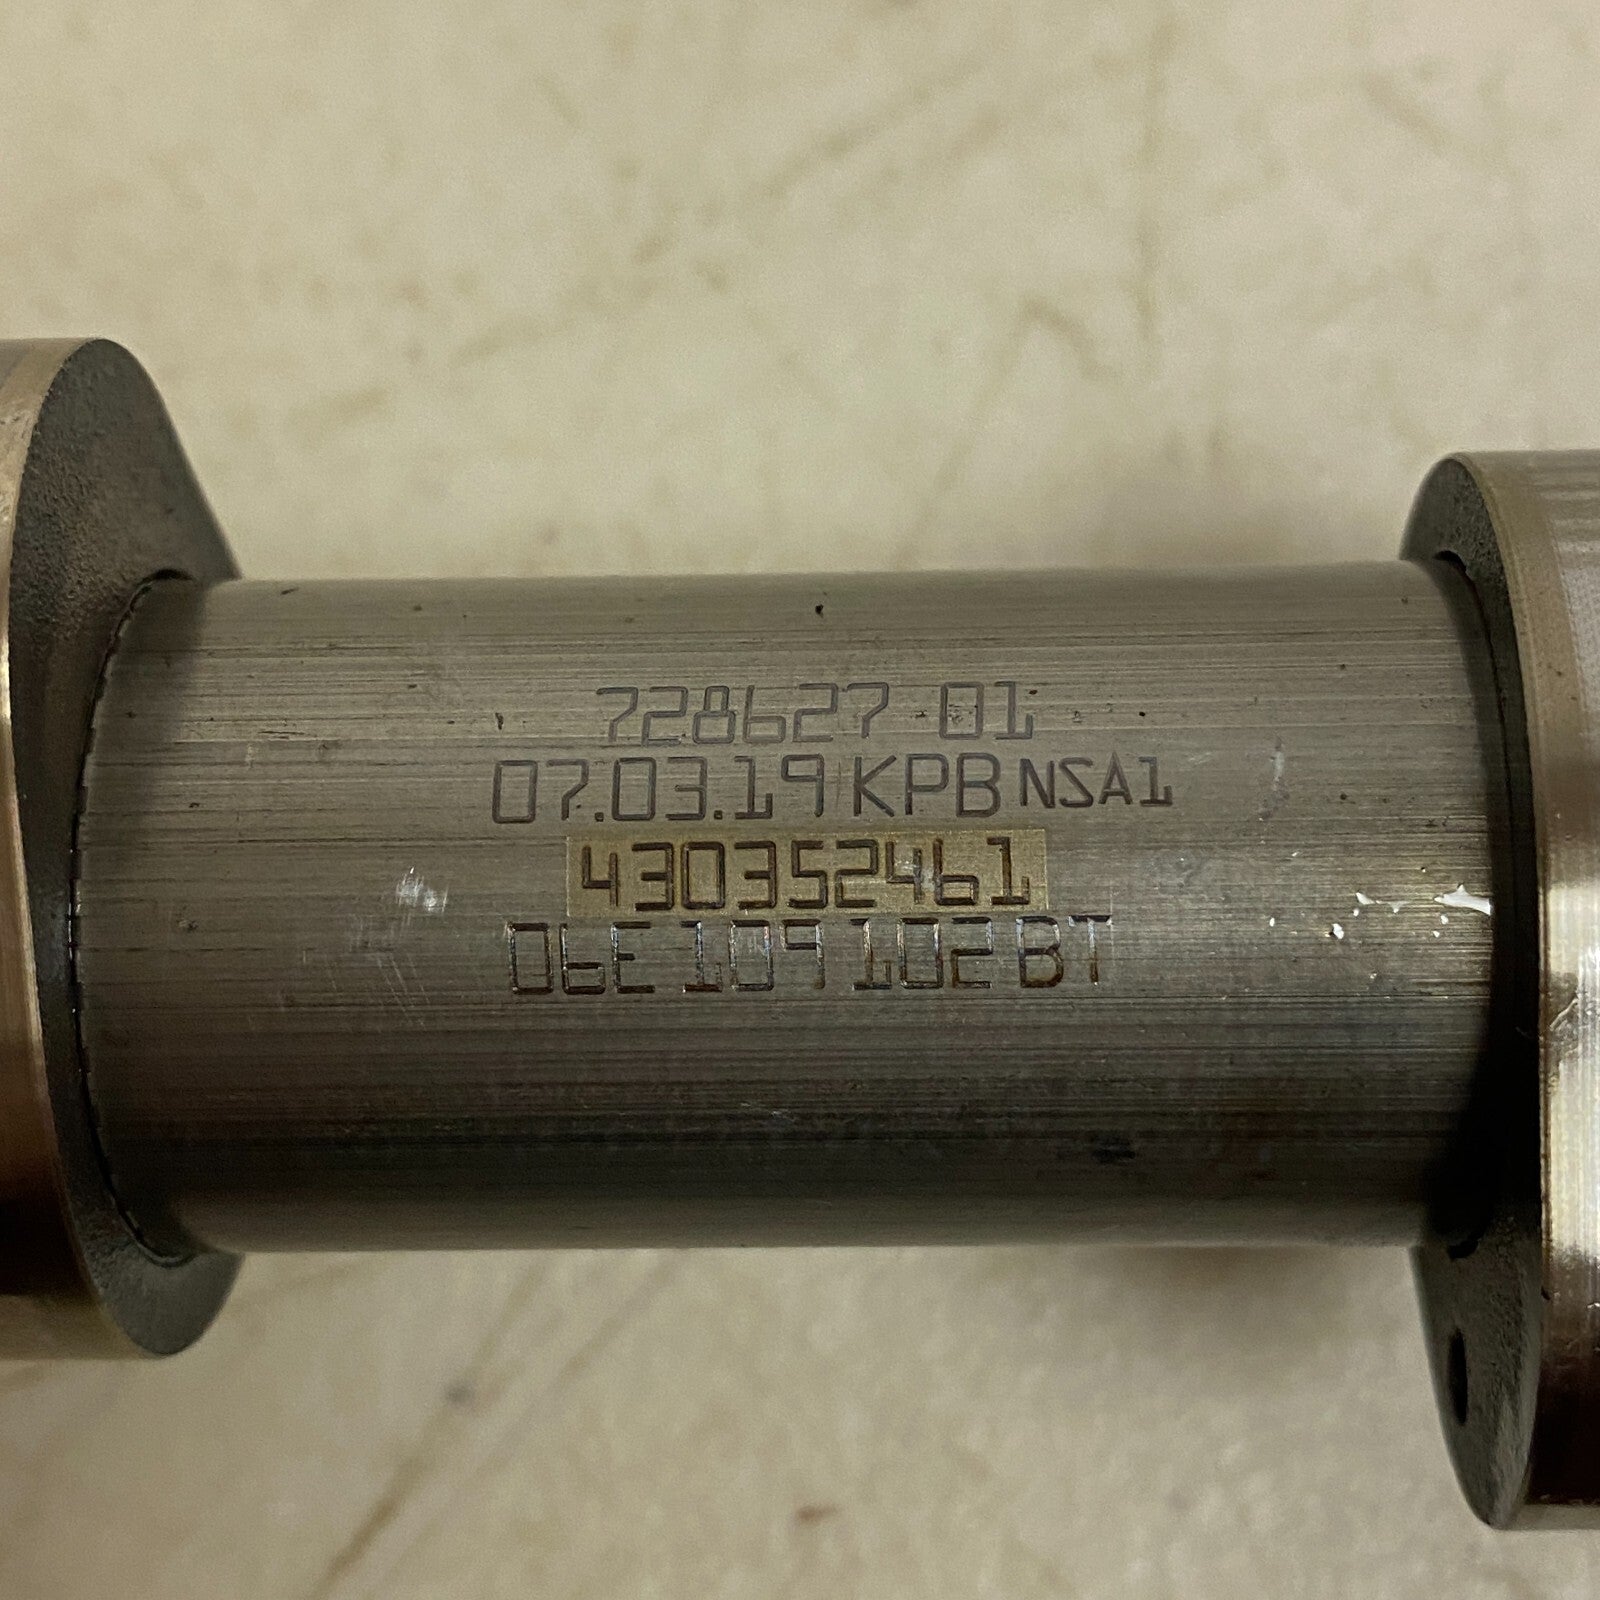 728627 01
07.03.19 KPB NSA1
430352461
06E 109 102 BT